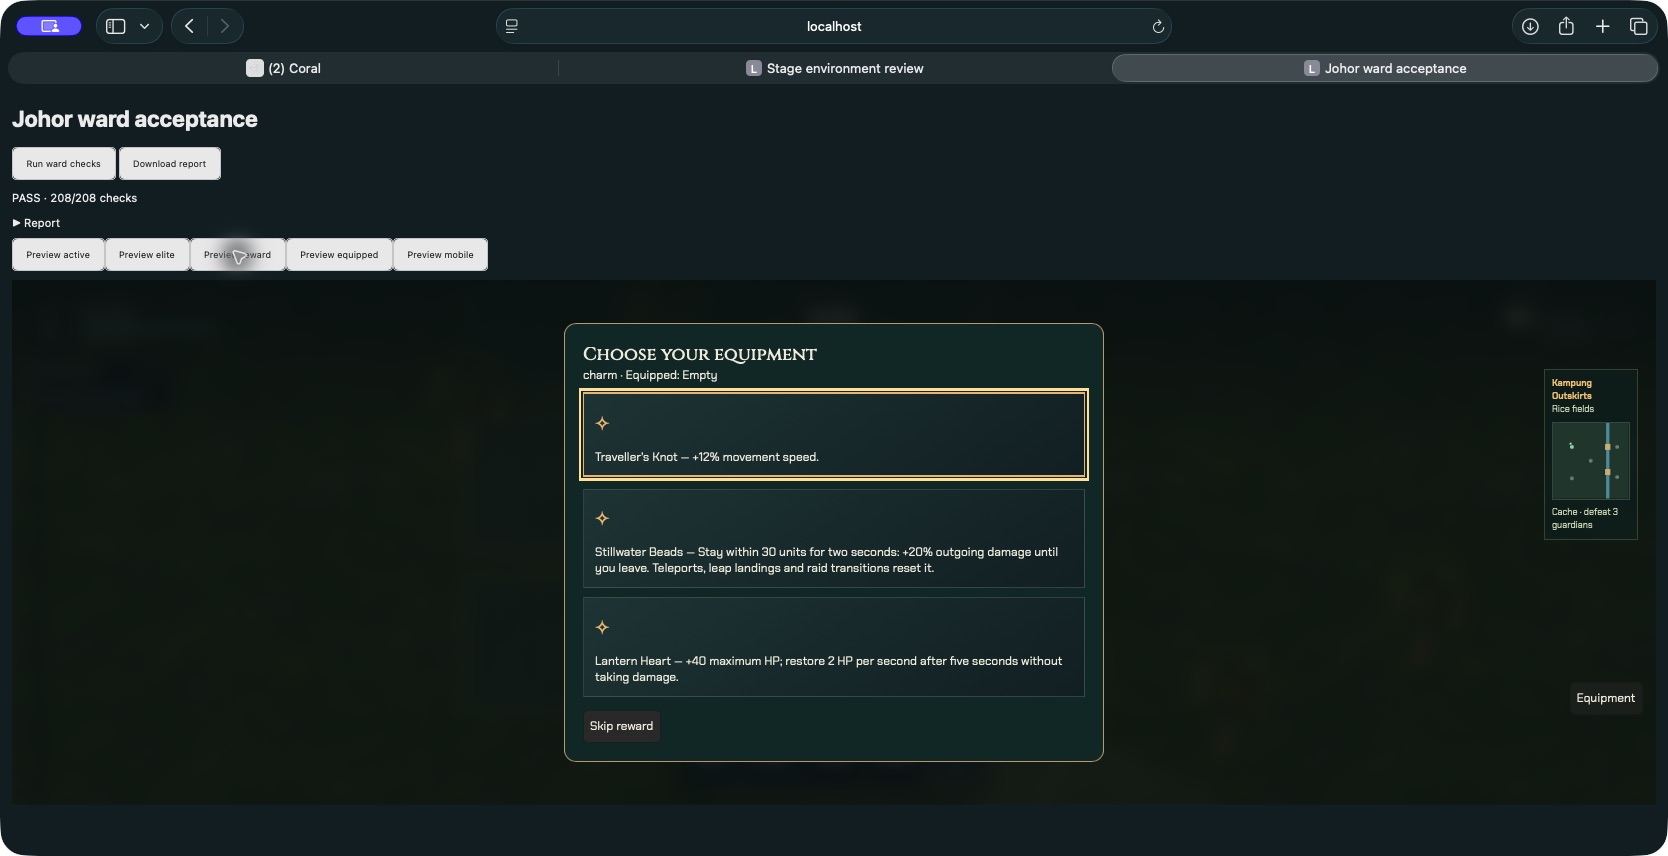 localhost
(2) Coral
L Stage environment review
L Johor ward acceptance
Johor ward acceptance
Run ward checks
Download report
PASS · 208/208 checks
Report
Preview active
Preview elite
Preview equipped
Preview mobile
Choose your equipment
charm · Equipped: Empty
Traveller's Knot — +12% movement speed.
Stillwater Beads — Stay within 30 units for two seconds: +20% outgoing damage until
you leave. Teleports, leap landings and raid transitions reset it.
Lantern Heart — +40 maximum HP; restore 2 HP per second after five seconds without
taking damage.
Skip reward
Kampung
Outskirts
Rice fields
Cache · defeat 3
guardians
Equipment